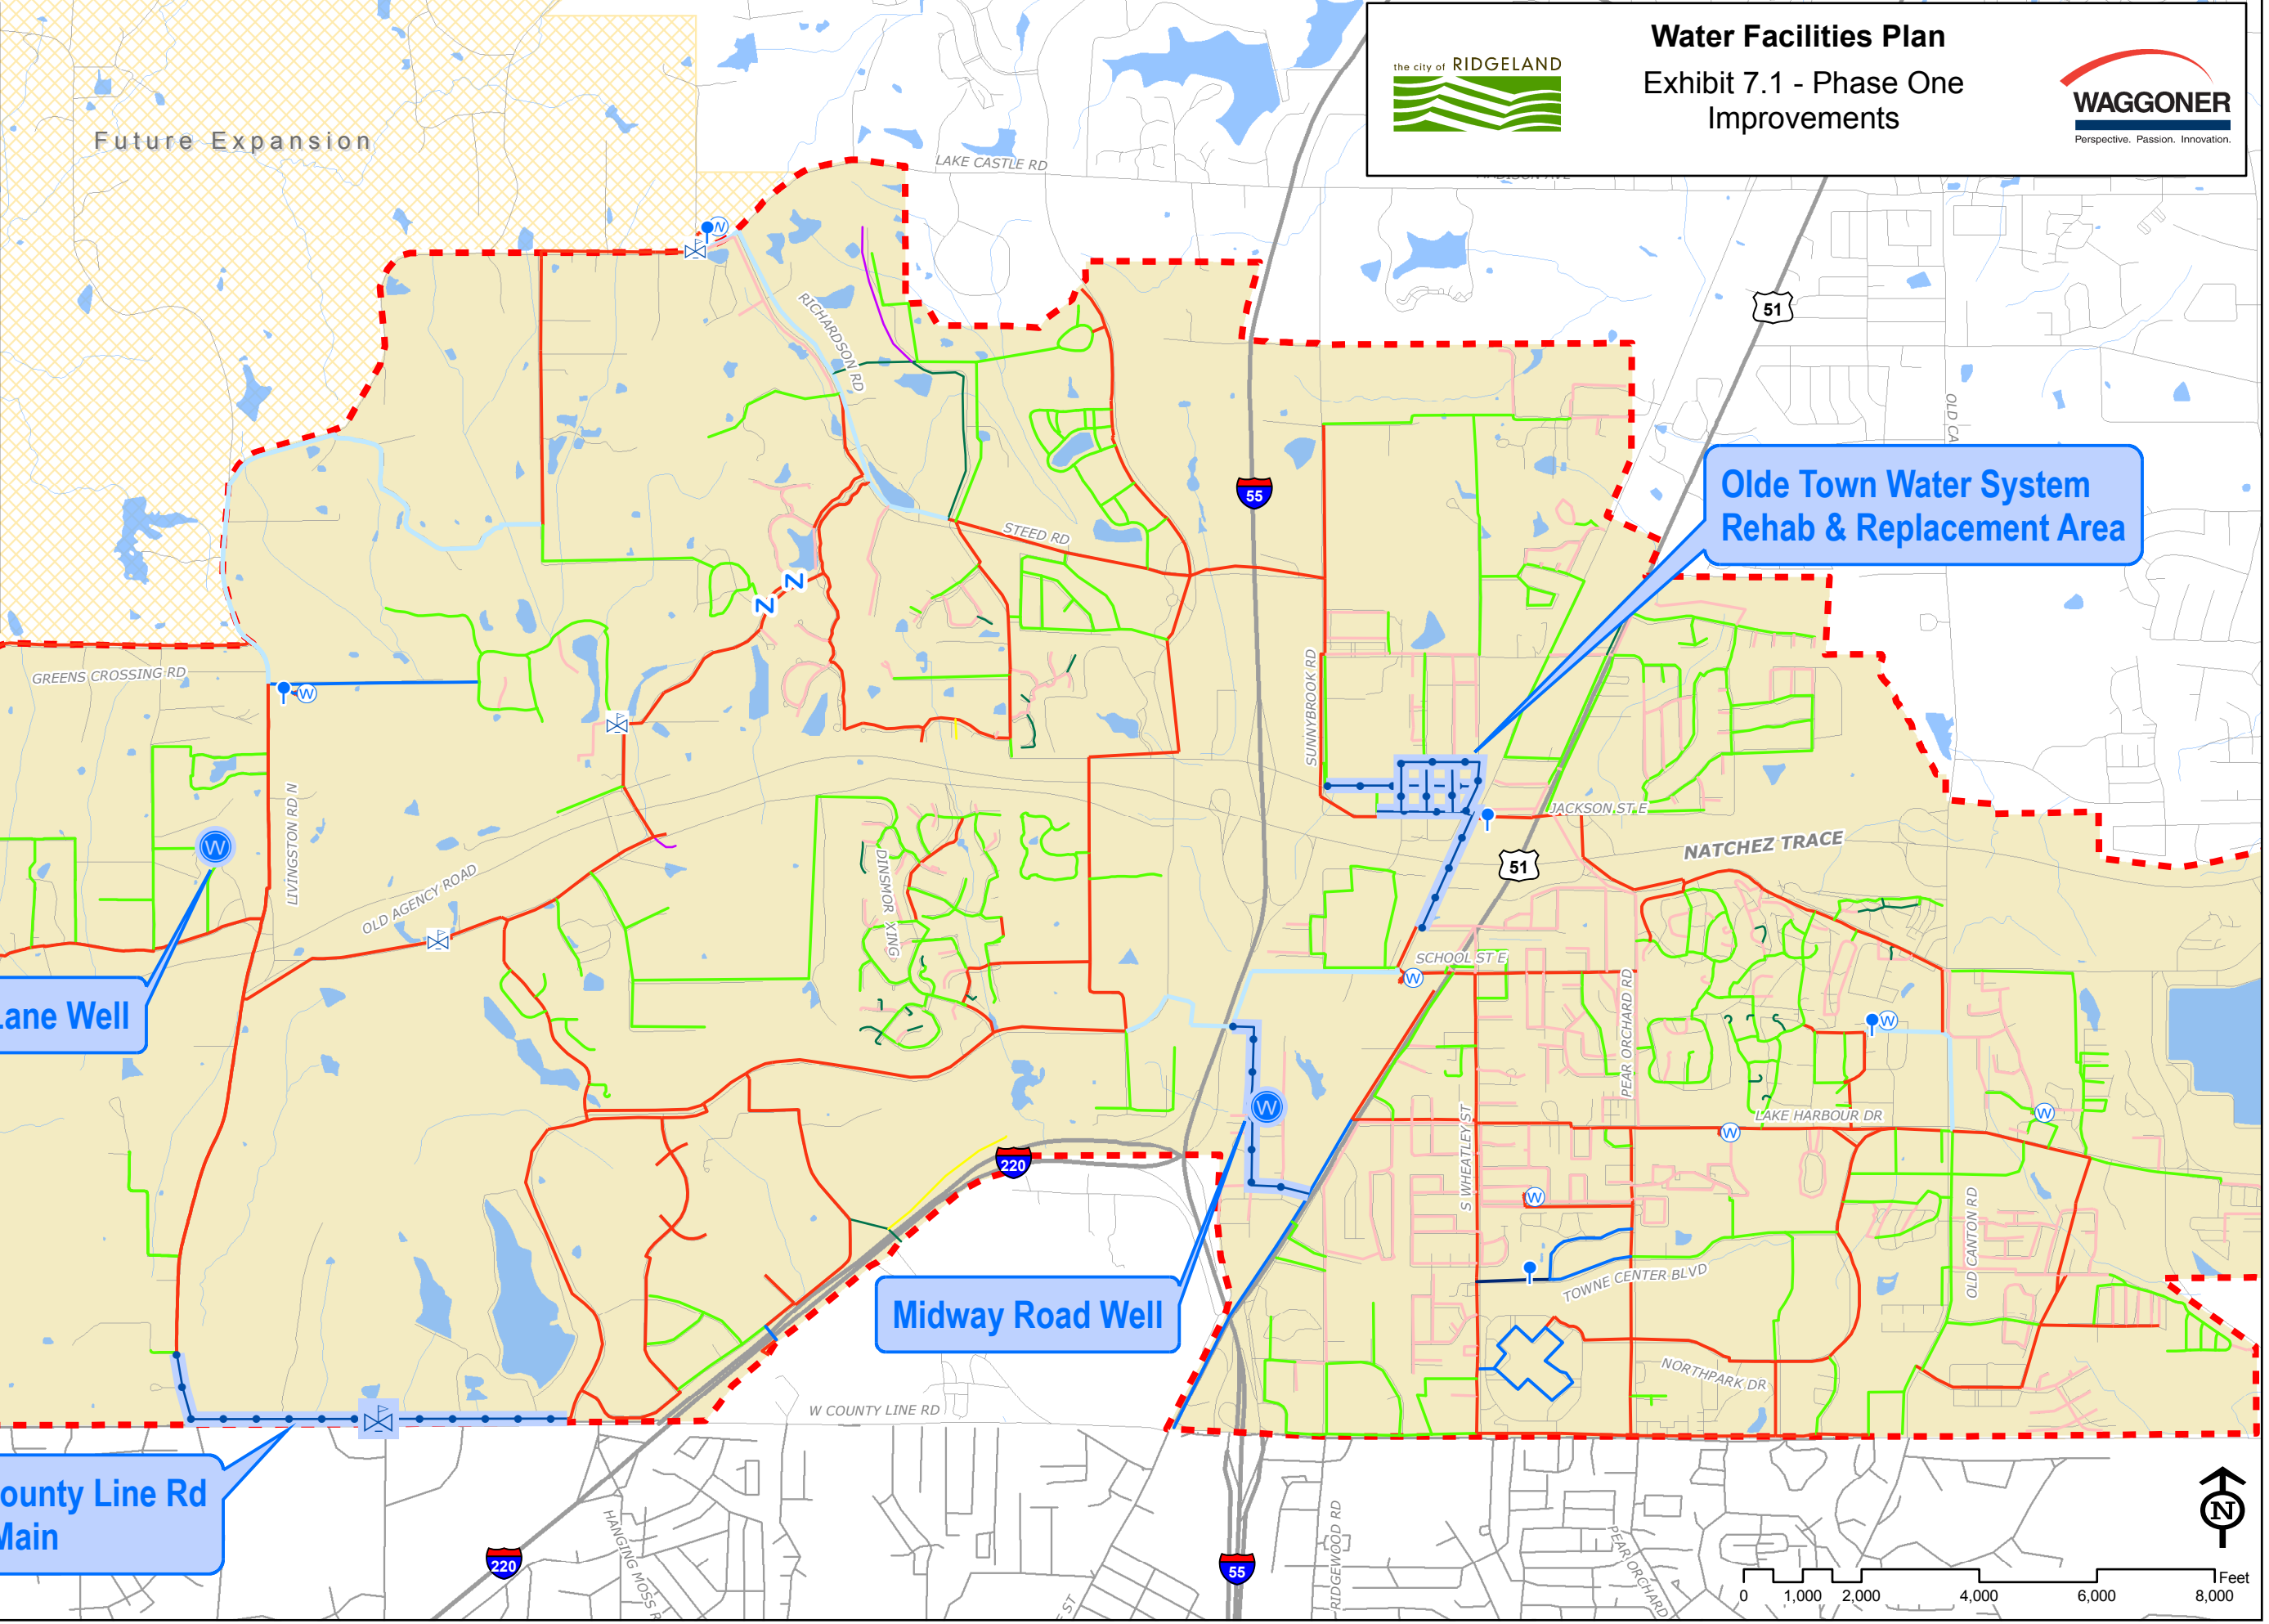 Water Facilities Plan
Exhibit 7.1 - Phase One
Improvements
the city of RIDGELAND
WAGGONER
Perspective. Passion. Innovation.
Future Expansion
LAKE CASTLE RD
RICHARDSON RD
51
OLD CA
55
Olde Town Water System
Rehab & Replacement Area
STEED RD
N
N
W
GREENS CROSSING RD
W
SUNNYBROOK RD
LIVINGSTON RD N
W
OLD AGENCY ROAD
DINSMOR XING
JACKSON ST E
NATCHEZ TRACE
51
SCHOOL ST E
W
PEAR ORCHARD RD
W
Lane Well
W
LAKE HARBOUR DR
W
W
S WHEATLEY ST
W
220
OLD CANTON RD
TOWNE CENTER BLVD
Midway Road Well
NORTHPARK DR
W COUNTY LINE RD
ounty Line Rd
Main
HANGING MOSS R
220
55
RIDGEWOOD RD
PEAR ORCHARD
E ST
N
Feet
0 1,000 2,000 4,000 6,000 8,000